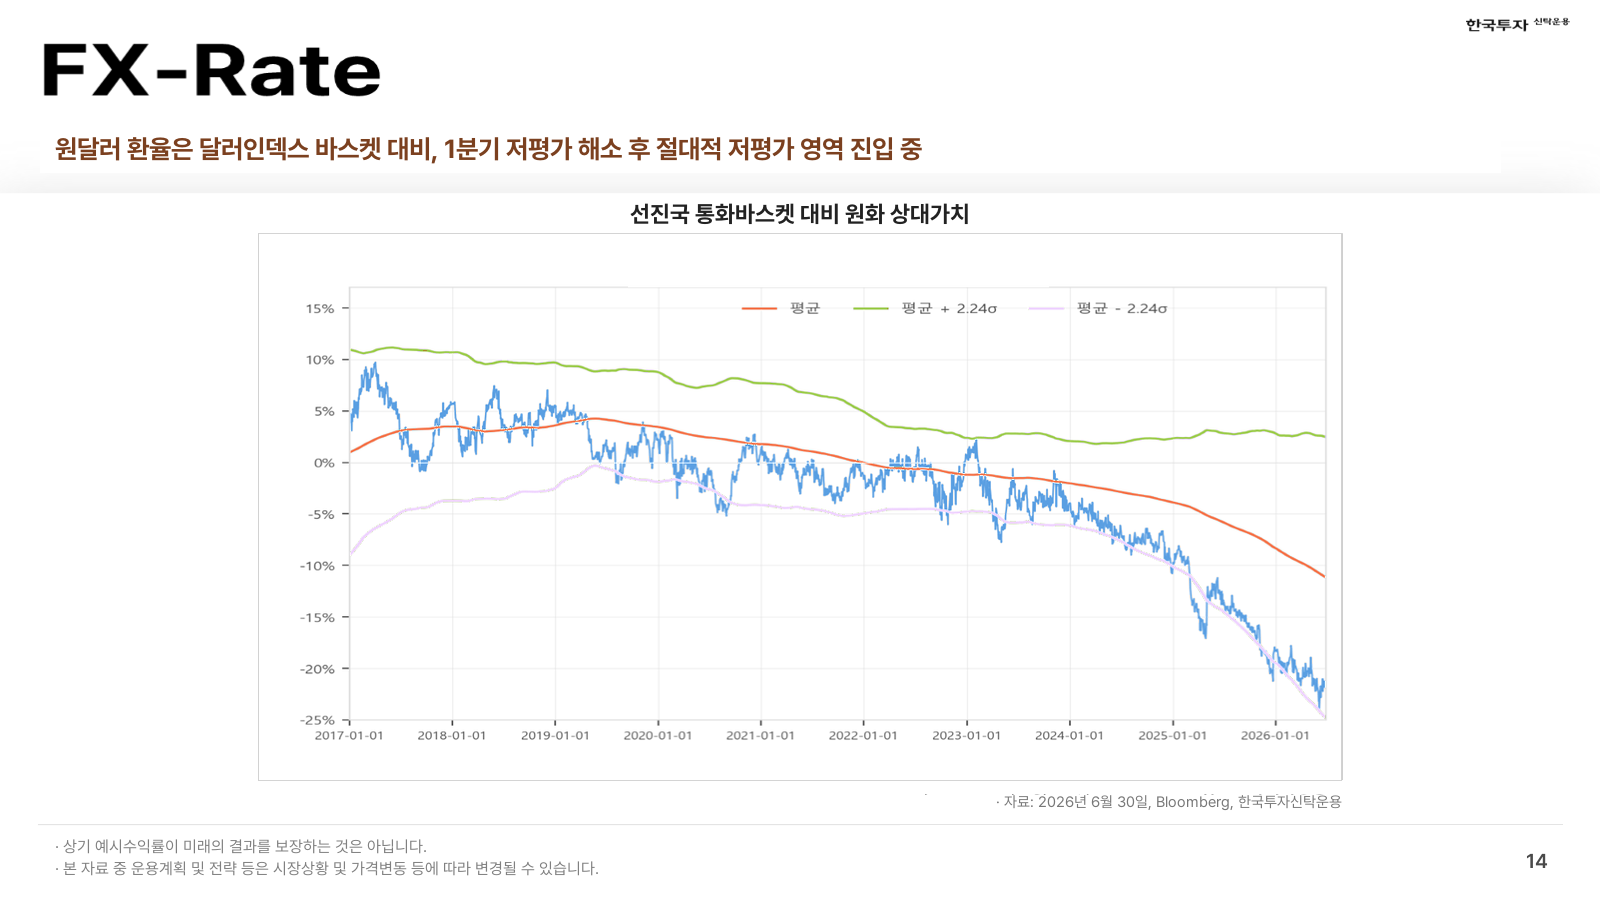 한국투자 신탁운용
FX-Rate
원달러 환율은 달러인덱스 바스켓 대비, 1분기 저평가 해소 후 절대적 저평가 영역 진입 중
선진국 통화바스켓 대비 원화 상대가치
평균 평균 + 2.24σ 평균 - 2.24σ
15%
10%
5%
0%
-5%
-10%
-15%
-20%
-25%
2017-01-01 2018-01-01 2019-01-01 2020-01-01 2021-01-01 2022-01-01 2023-01-01 2024-01-01 2025-01-01 2026-01-01
· 자료: 2026년 6월 30일, Bloomberg, 한국투자신탁운용
· 상기 예시수익률이 미래의 결과를 보장하는 것은 아닙니다.
· 본 자료 중 운용계획 및 전략 등은 시장상황 및 가격변동 등에 따라 변경될 수 있습니다.
14